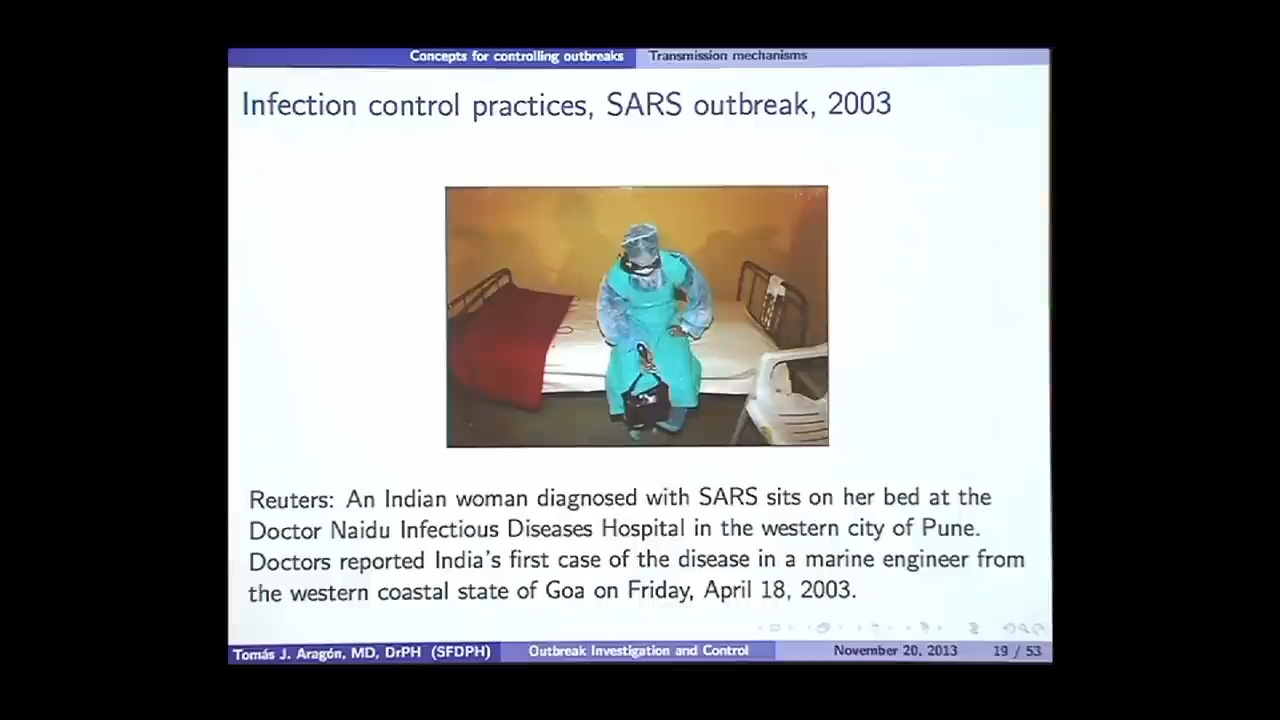 Concepts for controlling outbreaks Transmission mechanisms
Infection control practices, SARS outbreak, 2003
Reuters: An Indian woman diagnosed with SARS sits on her bed at the
Doctor Naidu Infectious Diseases Hospital in the western city of Pune.
Doctors reported India's first case of the disease in a marine engineer from
the western coastal state of Goa on Friday, April 18, 2003.
Tomás J. Aragón, MD, DrPH (SFDPH) Outbreak Investigation and Control November 20, 2013 19 / 53